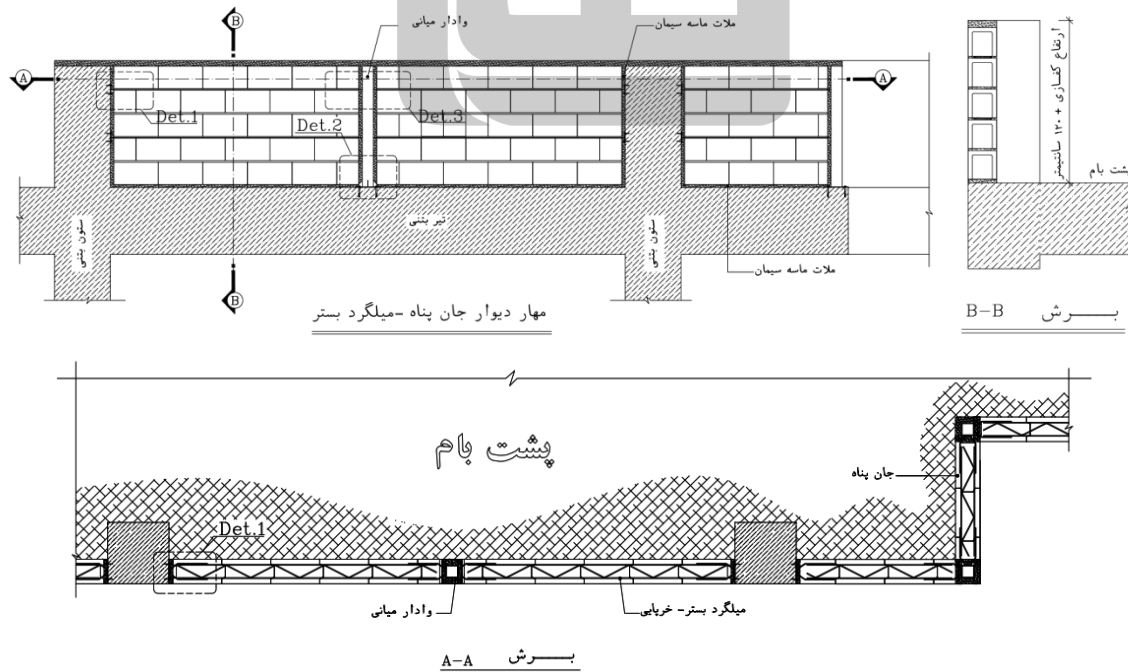 B
وادار میانی
ملات ماسه سیمان
A
A
Det.1
Det.2
Det.3
ستون بتنی
تیر بتنی
ستون بتنی
B
ملات ماسه سیمان
مهار دیوار جان پناه -میلگرد بستر
ارتفاع کفسازی + ۱۲۰ سانتیمتر
پشت بام
برش B-B
پشت بام
جان پناه
Det.1
وادار میانی
میلگرد بستر- خرپایی
برش A-A